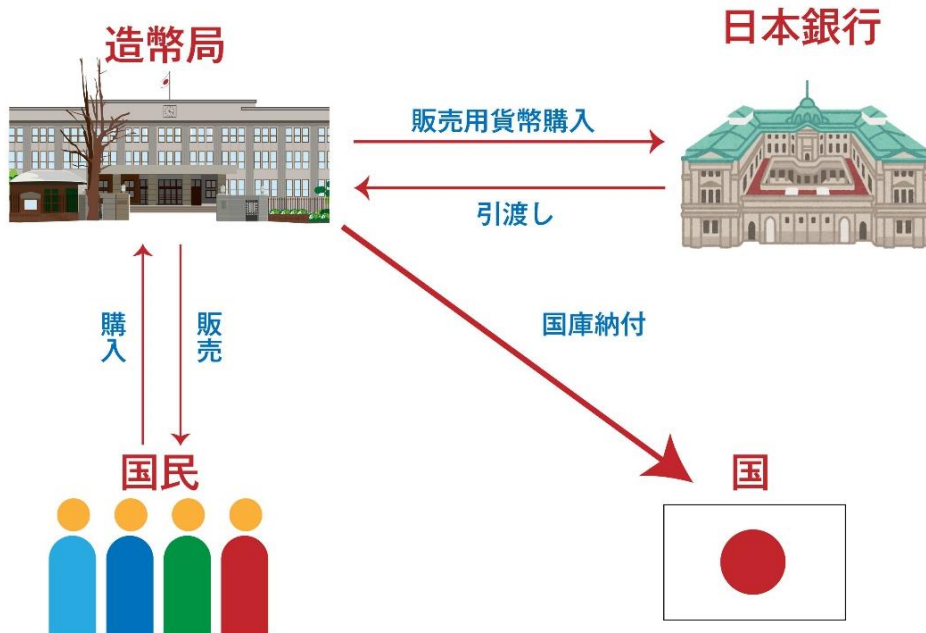 造幣局
日本銀行
販売用貨幣購入
引渡し
購入
販売
国庫納付
国民
国